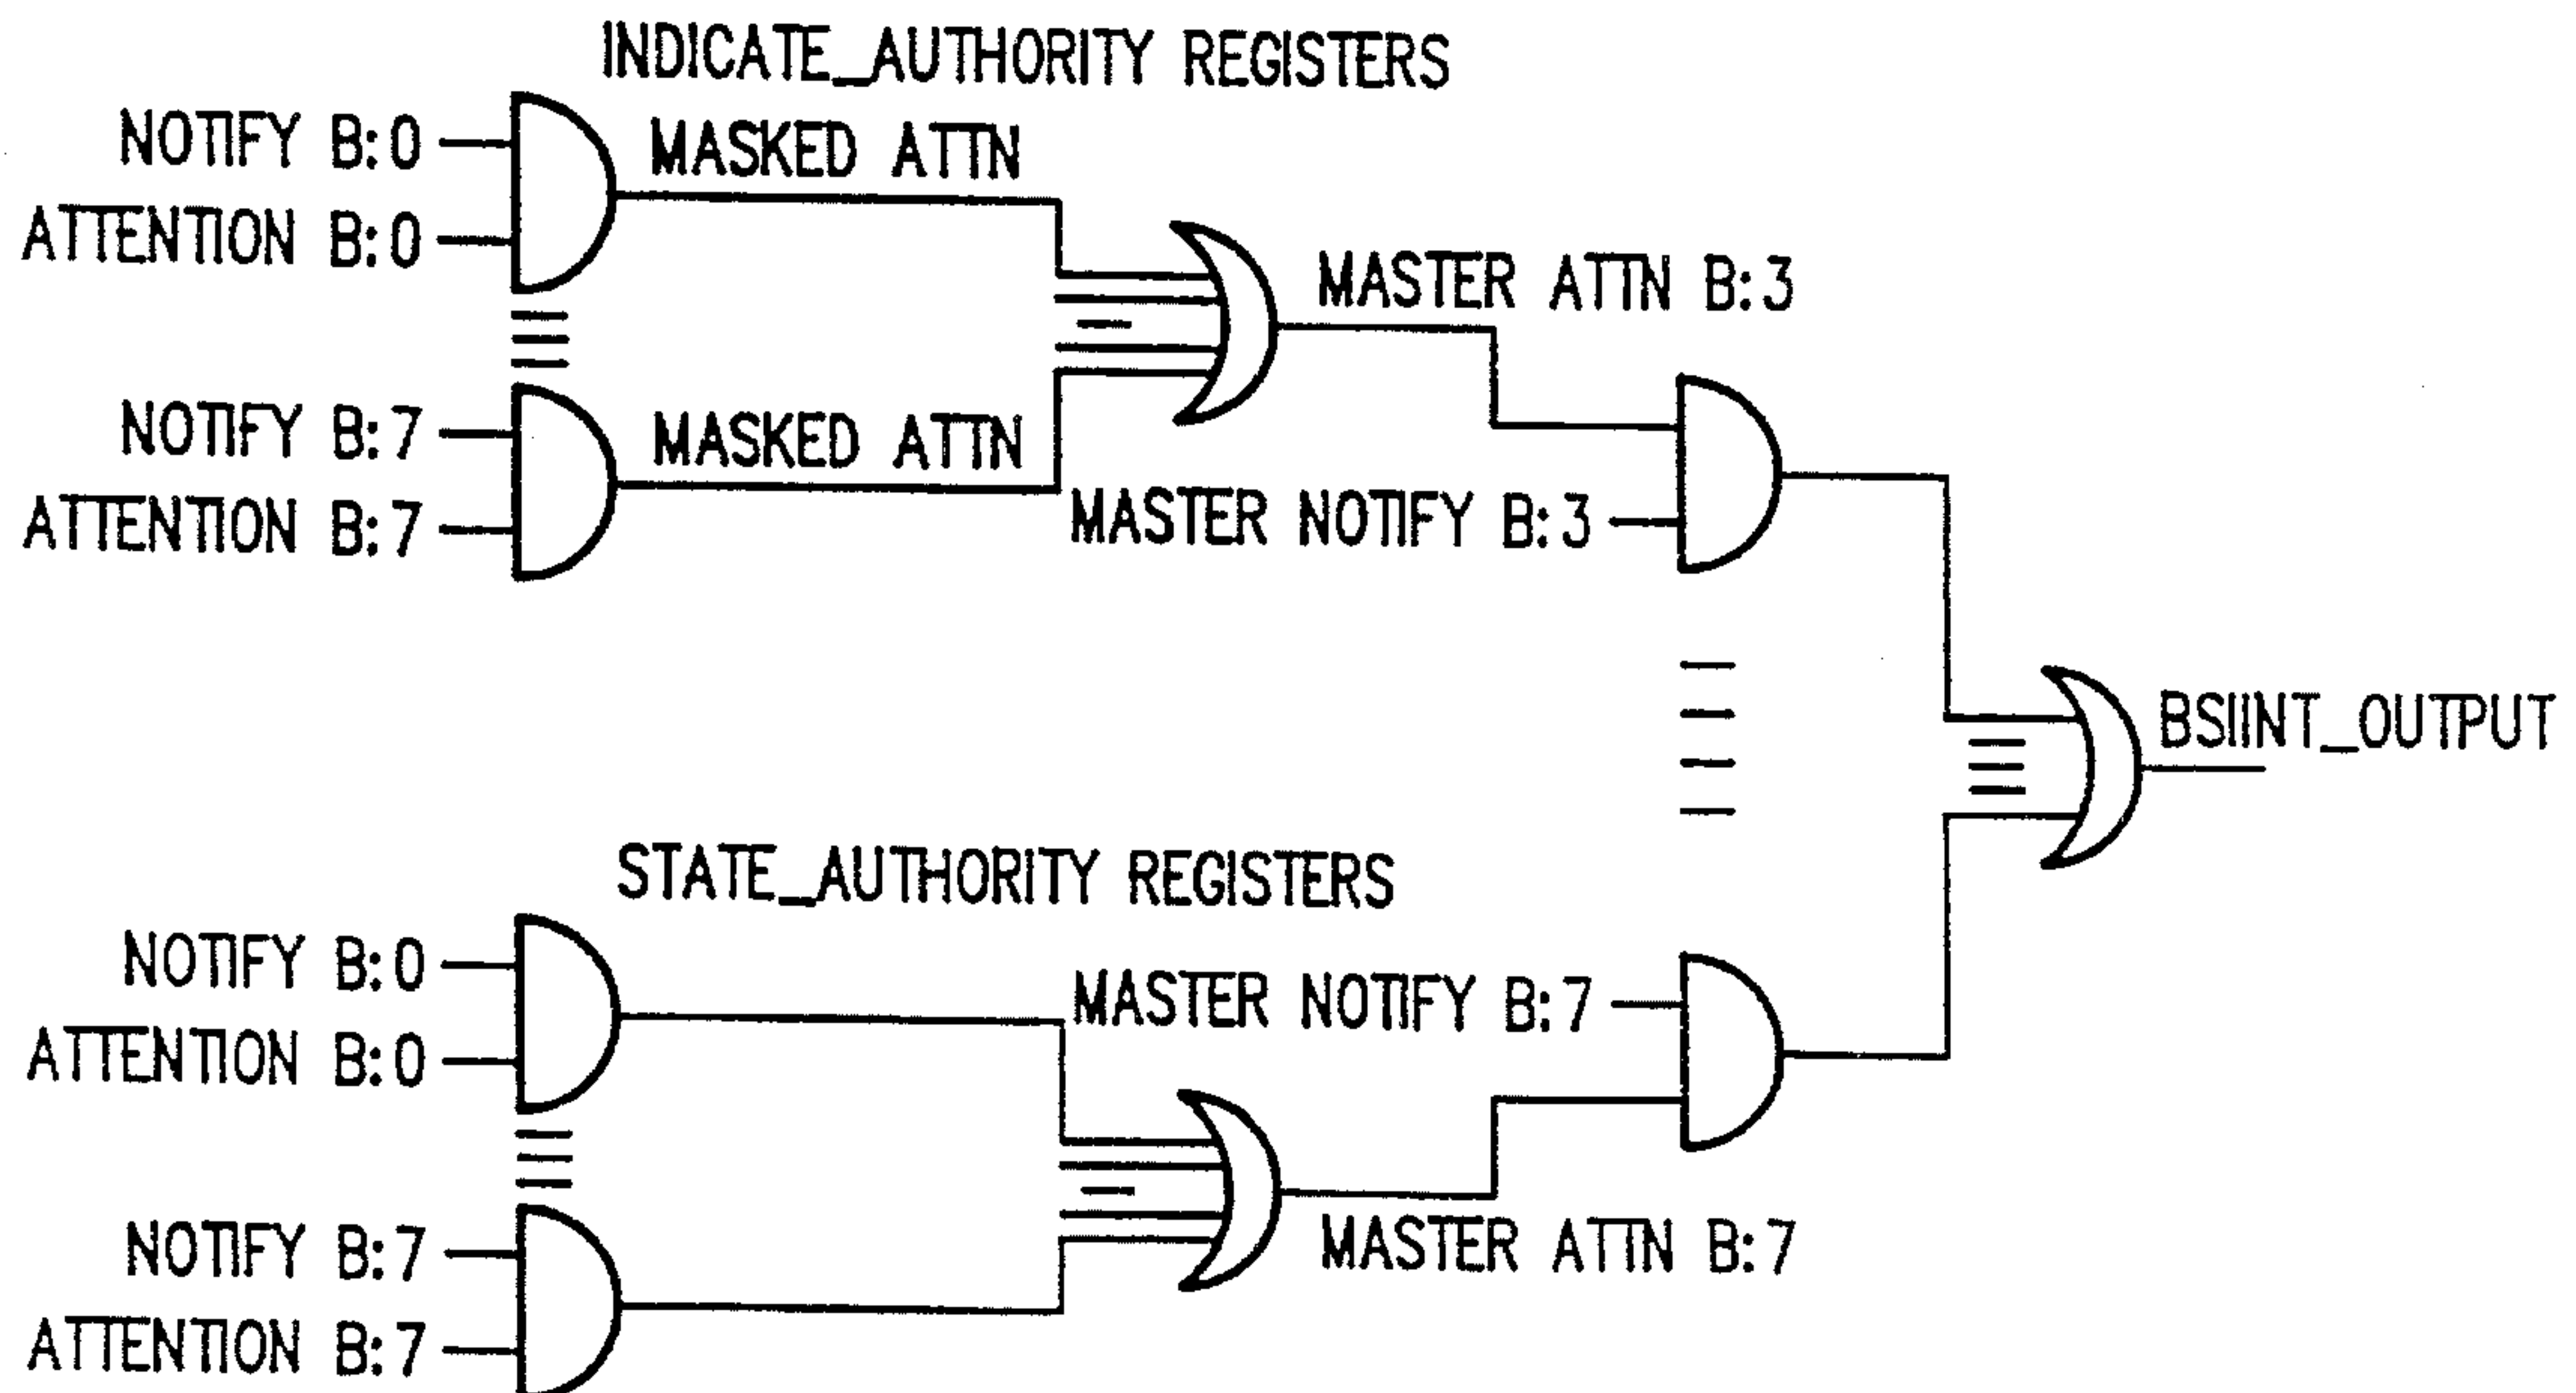 INDICATE_AUTHORITY REGISTERS
NOTIFY B:0
MASKED ATTN
ATTENTION B:0
MASTER ATTN B:3
NOTIFY B:7
MASKED ATTN
ATTENTION B:7
MASTER NOTIFY B:3
BSIINT_OUTPUT
STATE_AUTHORITY REGISTERS
NOTIFY B:0
MASTER NOTIFY B:7
ATTENTION B:0
NOTIFY B:7
MASTER ATTN B:7
ATTENTION B:7